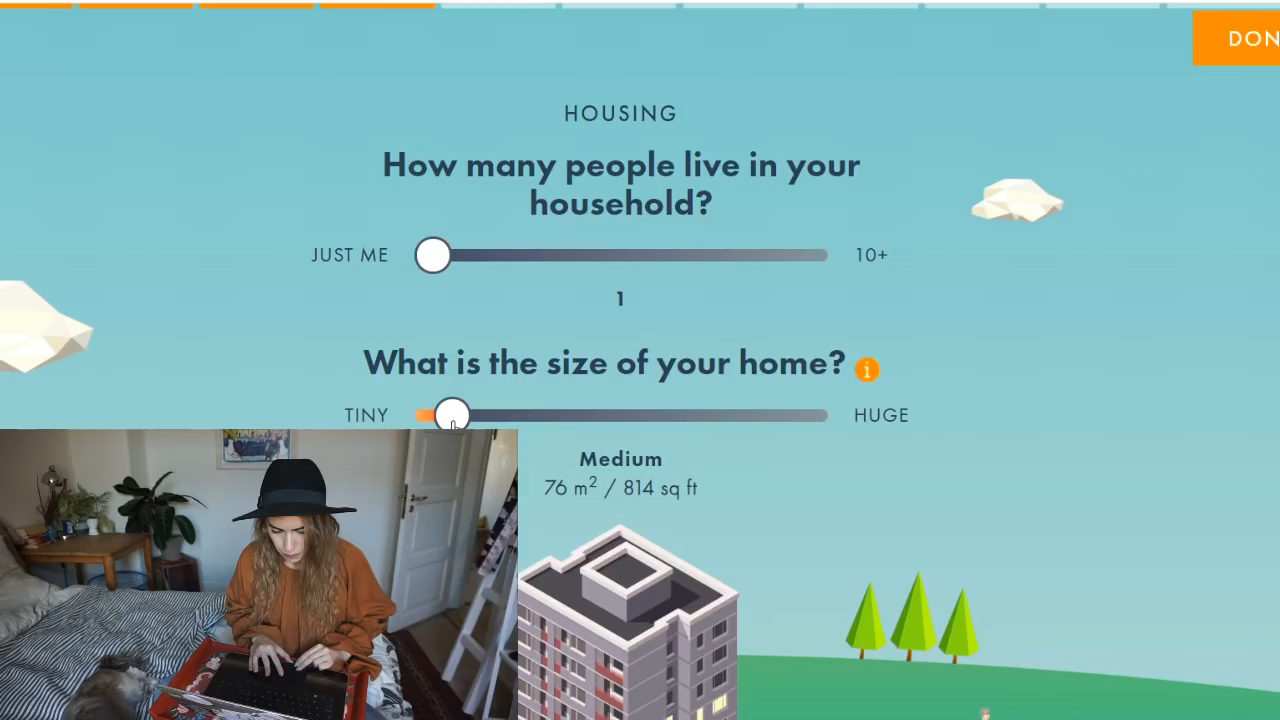 DON
HOUSING
How many people live in your
household?
JUST ME
10+
1
What is the size of your home? i
TINY
HUGE
Medium
76 m² / 814 sq ft